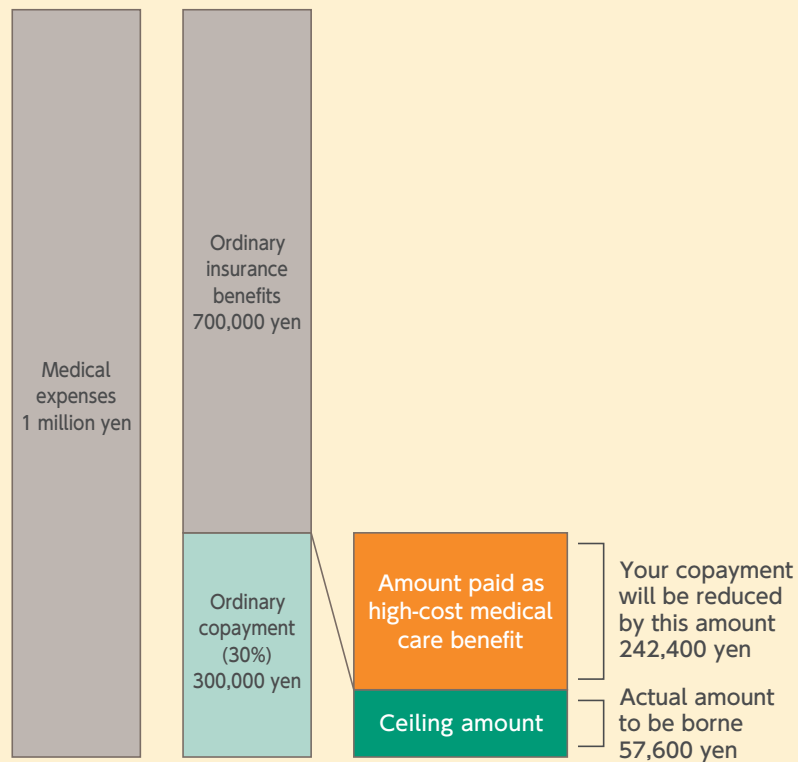 Medical
expenses
1 million yen
Ordinary
insurance
benefits
700,000 yen
Ordinary
copayment
(30%)
300,000 yen
Amount paid as
high-cost medical
care benefit
Ceiling amount
Your copayment
will be reduced
by this amount
242,400 yen
Actual amount
to be borne
57,600 yen